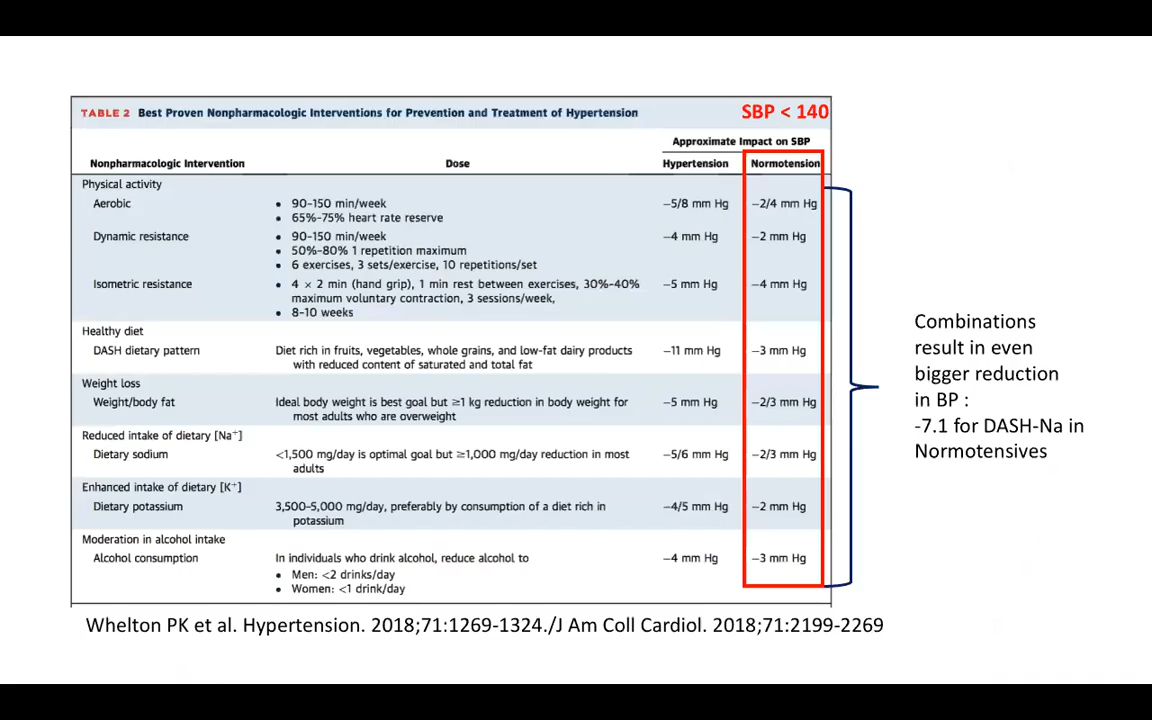 TABLE 2 Best Proven Nonpharmacologic Interventions for Prevention and Treatment of Hypertension SBP < 140
Approximate Impact on SBP
Nonpharmacologic Intervention Dose Hypertension Normotension
Physical activity
Aerobic • 90-150 min/week −5/8 mm Hg −2/4 mm Hg
• 65%-75% heart rate reserve
Dynamic resistance • 90-150 min/week −4 mm Hg −2 mm Hg
• 50%-80% 1 repetition maximum
• 6 exercises, 3 sets/exercise, 10 repetitions/set
Isometric resistance • 4 × 2 min (hand grip), 1 min rest between exercises, 30%-40% −5 mm Hg −4 mm Hg
maximum voluntary contraction, 3 sessions/week,
• 8-10 weeks
Healthy diet
DASH dietary pattern Diet rich in fruits, vegetables, whole grains, and low-fat dairy products −11 mm Hg −3 mm Hg
with reduced content of saturated and total fat
Weight loss
Weight/body fat Ideal body weight is best goal but ≥1 kg reduction in body weight for −5 mm Hg −2/3 mm Hg
most adults who are overweight
Reduced intake of dietary [Na⁺]
Dietary sodium <1,500 mg/day is optimal goal but ≥1,000 mg/day reduction in most −5/6 mm Hg −2/3 mm Hg
adults
Enhanced intake of dietary [K⁺]
Dietary potassium 3,500-5,000 mg/day, preferably by consumption of a diet rich in −4/5 mm Hg −2 mm Hg
potassium
Moderation in alcohol intake
Alcohol consumption In individuals who drink alcohol, reduce alcohol to −4 mm Hg −3 mm Hg
• Men: <2 drinks/day
• Women: <1 drink/day
Combinations
result in even
bigger reduction
in BP :
-7.1 for DASH-Na in
Normotensives
Whelton PK et al. Hypertension. 2018;71:1269-1324./J Am Coll Cardiol. 2018;71:2199-2269